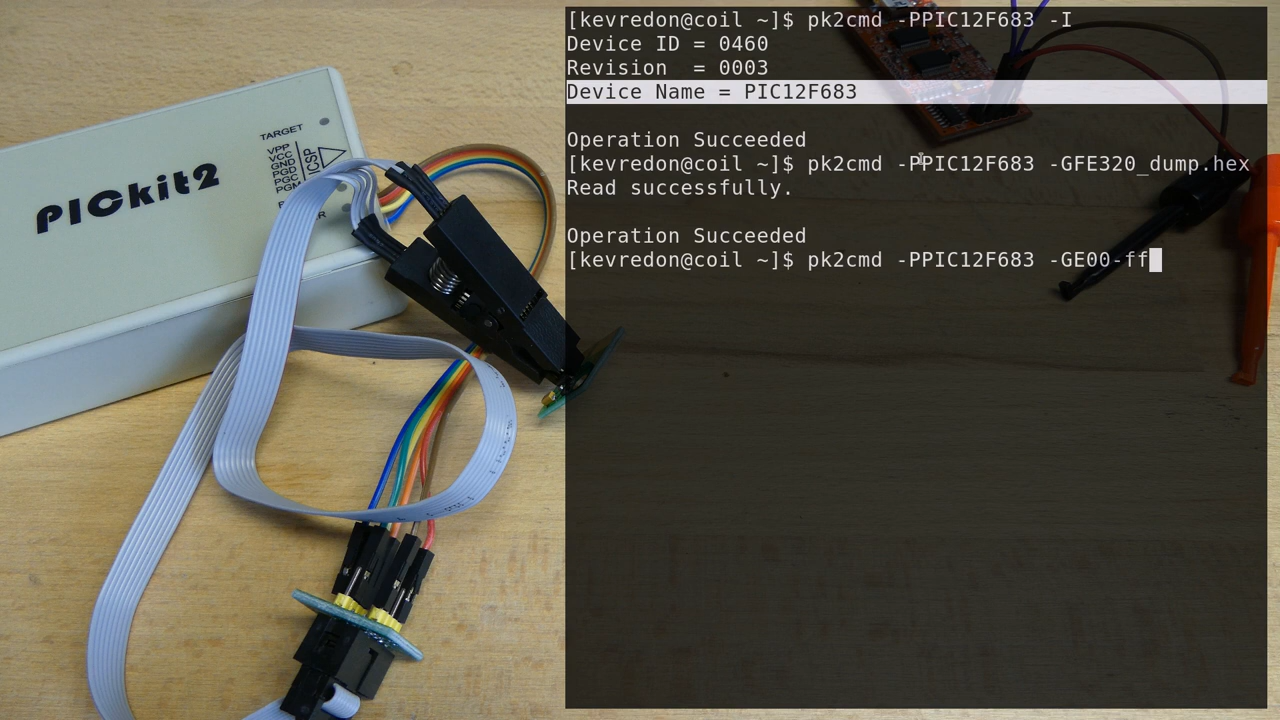 PICkit2
TARGET
VPP
VCC
GND
PGD
PGC
PGM
ICSP
[kevredon@coil ~]$ pk2cmd -PPIC12F683 -I
Device ID = 0460
Revision  = 0003
Device Name = PIC12F683
Operation Succeeded
[kevredon@coil ~]$ pk2cmd -PPIC12F683 -GFE320_dump.hex
Read successfully.
Operation Succeeded
[kevredon@coil ~]$ pk2cmd -PPIC12F683 -GE00-ff